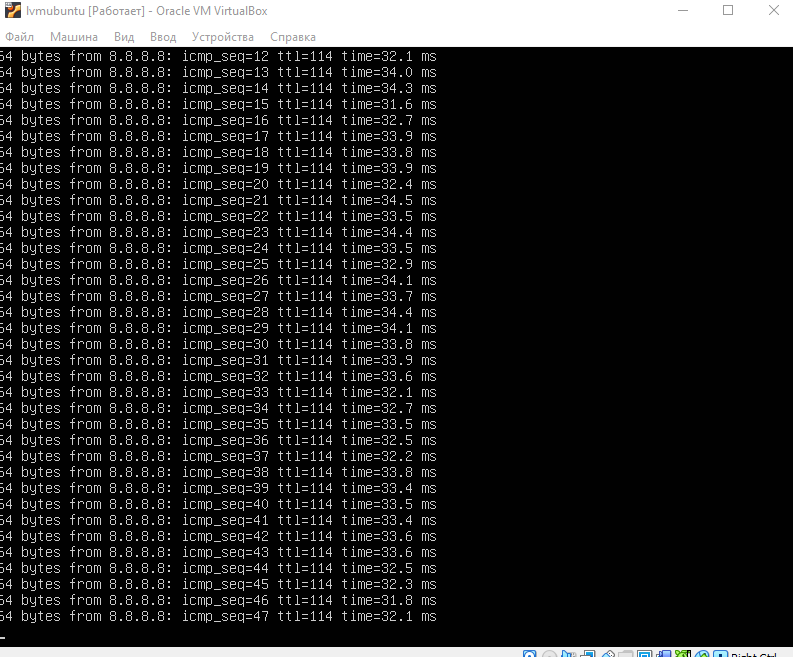 lvmubuntu [Работает] - Oracle VM VirtualBox
Файл Машина Вид Ввод Устройства Справка
64 bytes from 8.8.8.8: icmp_seq=12 ttl=114 time=32.1 ms
64 bytes from 8.8.8.8: icmp_seq=13 ttl=114 time=34.0 ms
64 bytes from 8.8.8.8: icmp_seq=14 ttl=114 time=34.3 ms
64 bytes from 8.8.8.8: icmp_seq=15 ttl=114 time=31.6 ms
64 bytes from 8.8.8.8: icmp_seq=16 ttl=114 time=32.7 ms
64 bytes from 8.8.8.8: icmp_seq=17 ttl=114 time=33.9 ms
64 bytes from 8.8.8.8: icmp_seq=18 ttl=114 time=33.8 ms
64 bytes from 8.8.8.8: icmp_seq=19 ttl=114 time=33.9 ms
64 bytes from 8.8.8.8: icmp_seq=20 ttl=114 time=32.4 ms
64 bytes from 8.8.8.8: icmp_seq=21 ttl=114 time=34.5 ms
64 bytes from 8.8.8.8: icmp_seq=22 ttl=114 time=33.5 ms
64 bytes from 8.8.8.8: icmp_seq=23 ttl=114 time=34.4 ms
64 bytes from 8.8.8.8: icmp_seq=24 ttl=114 time=33.5 ms
64 bytes from 8.8.8.8: icmp_seq=25 ttl=114 time=32.9 ms
64 bytes from 8.8.8.8: icmp_seq=26 ttl=114 time=34.1 ms
64 bytes from 8.8.8.8: icmp_seq=27 ttl=114 time=33.7 ms
64 bytes from 8.8.8.8: icmp_seq=28 ttl=114 time=34.4 ms
64 bytes from 8.8.8.8: icmp_seq=29 ttl=114 time=34.1 ms
64 bytes from 8.8.8.8: icmp_seq=30 ttl=114 time=33.8 ms
64 bytes from 8.8.8.8: icmp_seq=31 ttl=114 time=33.9 ms
64 bytes from 8.8.8.8: icmp_seq=32 ttl=114 time=33.6 ms
64 bytes from 8.8.8.8: icmp_seq=33 ttl=114 time=32.1 ms
64 bytes from 8.8.8.8: icmp_seq=34 ttl=114 time=32.7 ms
64 bytes from 8.8.8.8: icmp_seq=35 ttl=114 time=33.5 ms
64 bytes from 8.8.8.8: icmp_seq=36 ttl=114 time=32.5 ms
64 bytes from 8.8.8.8: icmp_seq=37 ttl=114 time=32.2 ms
64 bytes from 8.8.8.8: icmp_seq=38 ttl=114 time=33.8 ms
64 bytes from 8.8.8.8: icmp_seq=39 ttl=114 time=33.4 ms
64 bytes from 8.8.8.8: icmp_seq=40 ttl=114 time=33.5 ms
64 bytes from 8.8.8.8: icmp_seq=41 ttl=114 time=33.4 ms
64 bytes from 8.8.8.8: icmp_seq=42 ttl=114 time=33.6 ms
64 bytes from 8.8.8.8: icmp_seq=43 ttl=114 time=33.6 ms
64 bytes from 8.8.8.8: icmp_seq=44 ttl=114 time=32.5 ms
64 bytes from 8.8.8.8: icmp_seq=45 ttl=114 time=32.3 ms
64 bytes from 8.8.8.8: icmp_seq=46 ttl=114 time=31.8 ms
64 bytes from 8.8.8.8: icmp_seq=47 ttl=114 time=32.1 ms
Right Ctrl